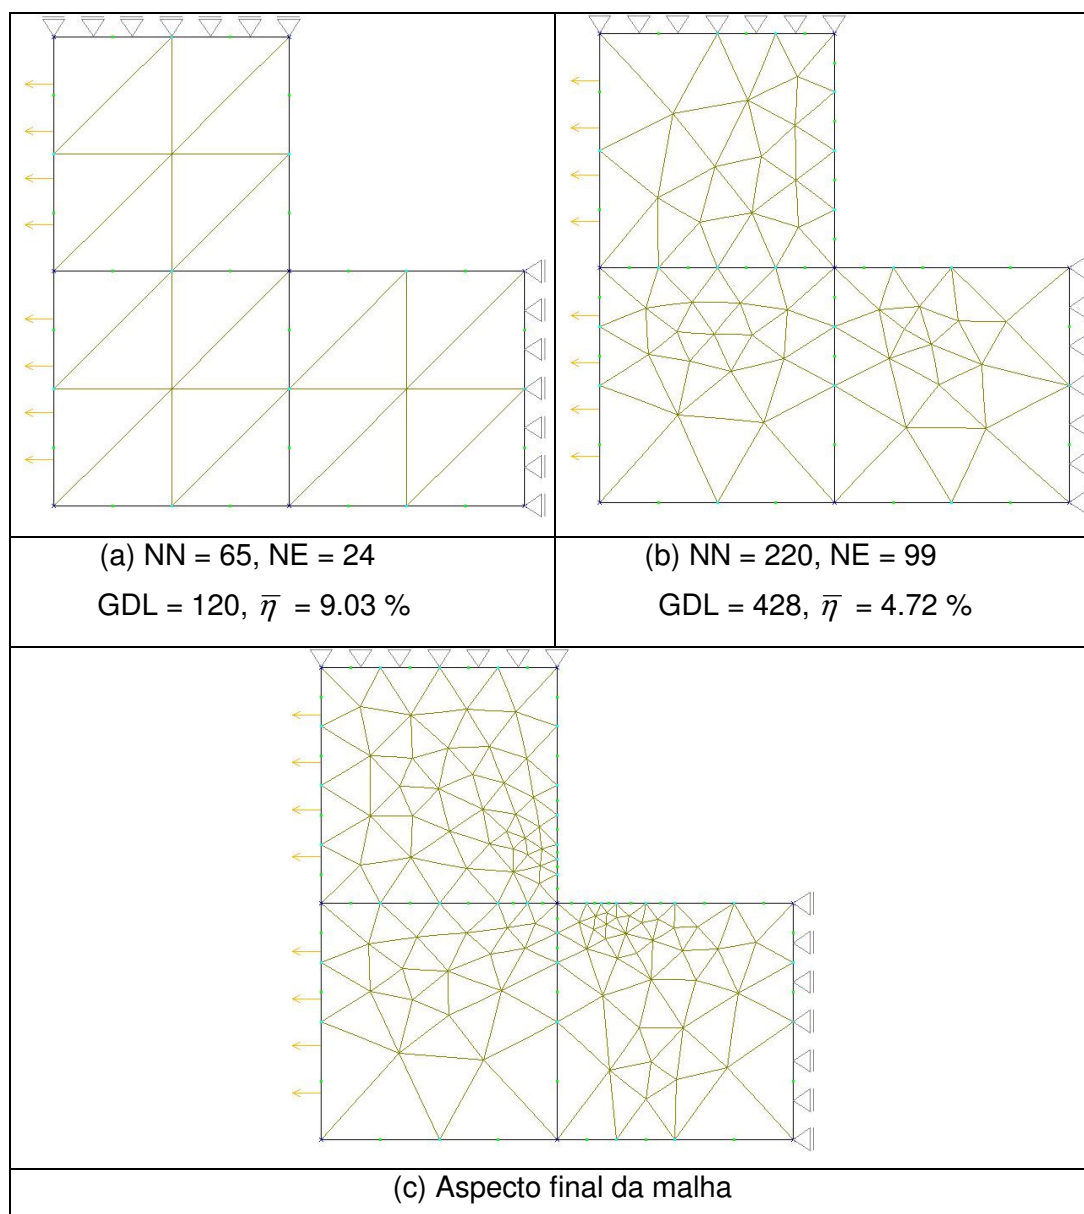 (a) NN = 65, NE = 24
GDL = 120, η̅ = 9.03 %
(b) NN = 220, NE = 99
GDL = 428, η̅ = 4.72 %
(c) Aspecto final da malha